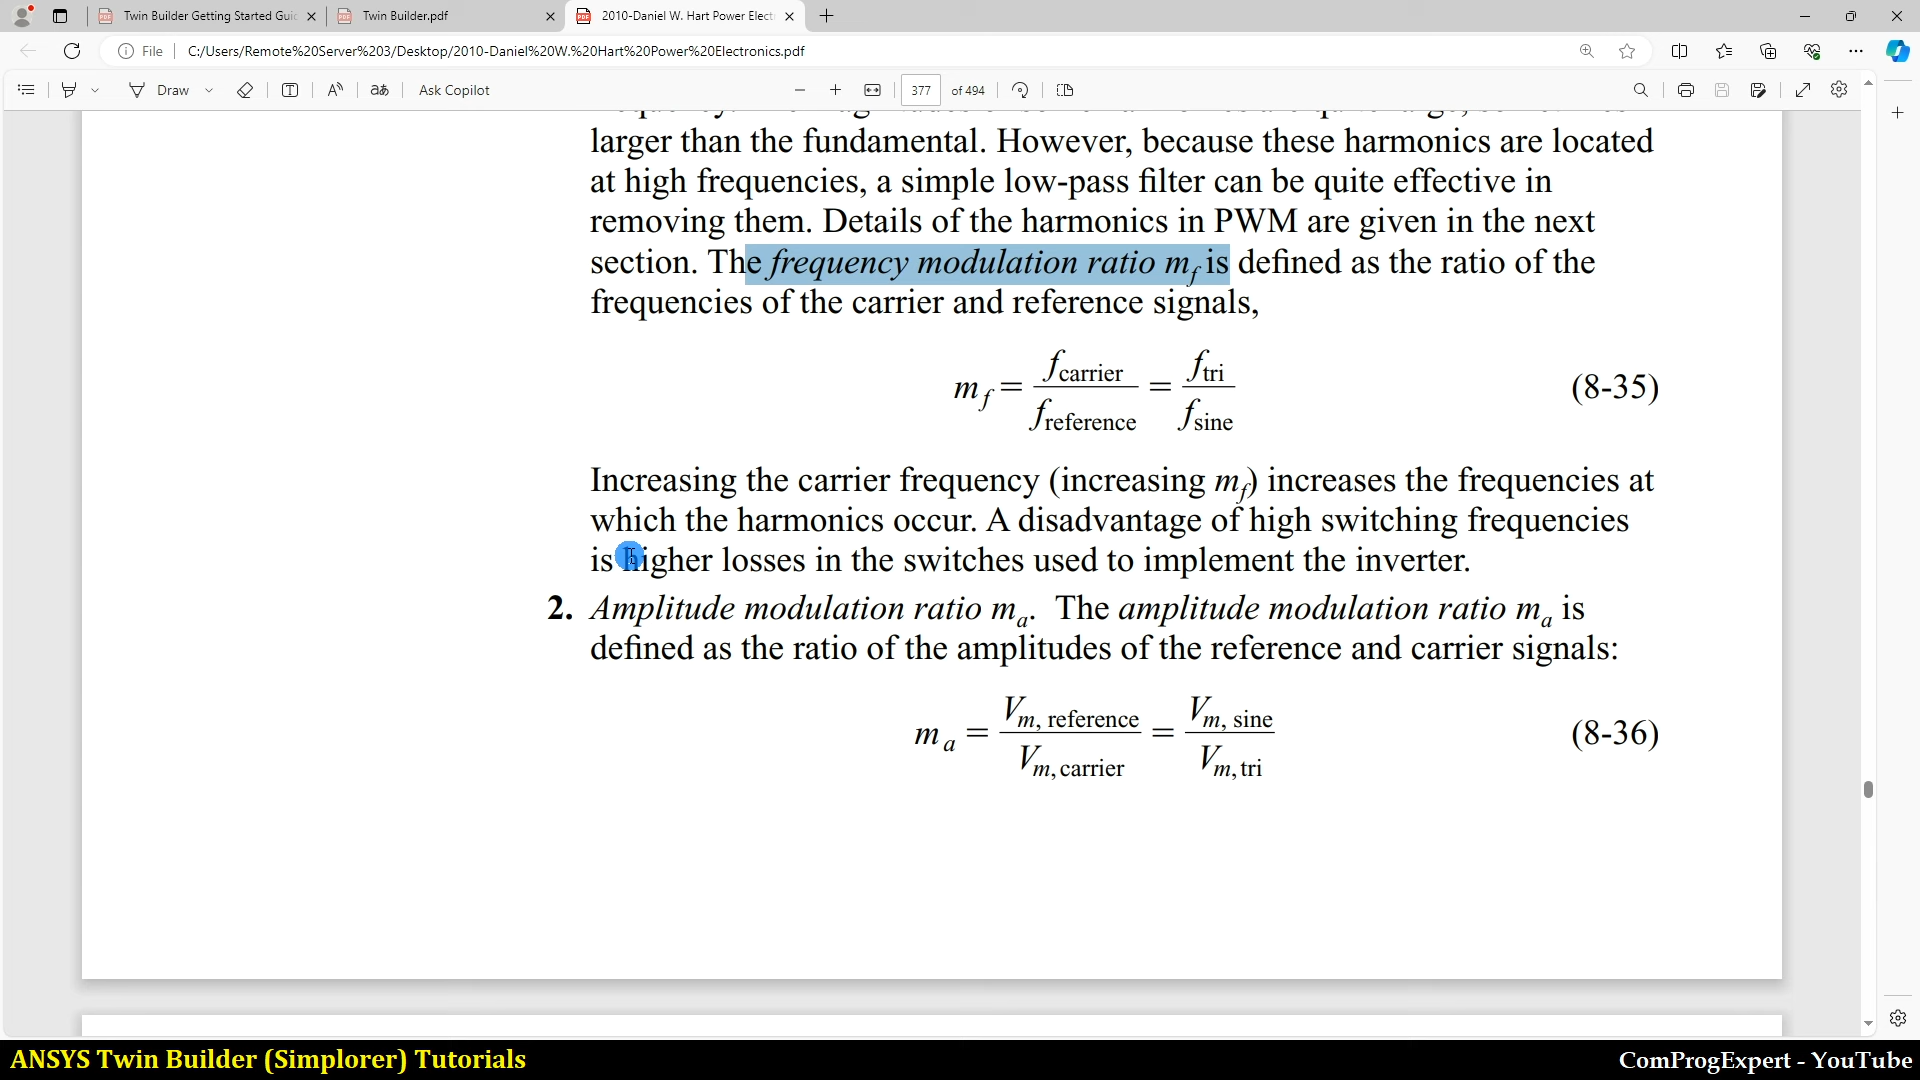 Twin Builder Getting Started Gui
Twin Builder.pdf
2010-Daniel W. Hart Power Elect
File
C:/Users/Remote%20Server%203/Desktop/2010-Daniel%20W.%20Hart%20Power%20Electronics.pdf
Draw
Ask Copilot
377 of 494
larger than the fundamental. However, because these harmonics are located
at high frequencies, a simple low-pass filter can be quite effective in
removing them. Details of the harmonics in PWM are given in the next
section. The frequency modulation ratio m_f is defined as the ratio of the
frequencies of the carrier and reference signals,
m_f = f_carrier / f_reference = f_tri / f_sine (8-35)
Increasing the carrier frequency (increasing m_f) increases the frequencies at
which the harmonics occur. A disadvantage of high switching frequencies
is higher losses in the switches used to implement the inverter.
2. Amplitude modulation ratio m_a. The amplitude modulation ratio m_a is
defined as the ratio of the amplitudes of the reference and carrier signals:
m_a = V_m, reference / V_m, carrier = V_m, sine / V_m, tri (8-36)
ANSYS Twin Builder (Simplorer) Tutorials
ComProgExpert - YouTube